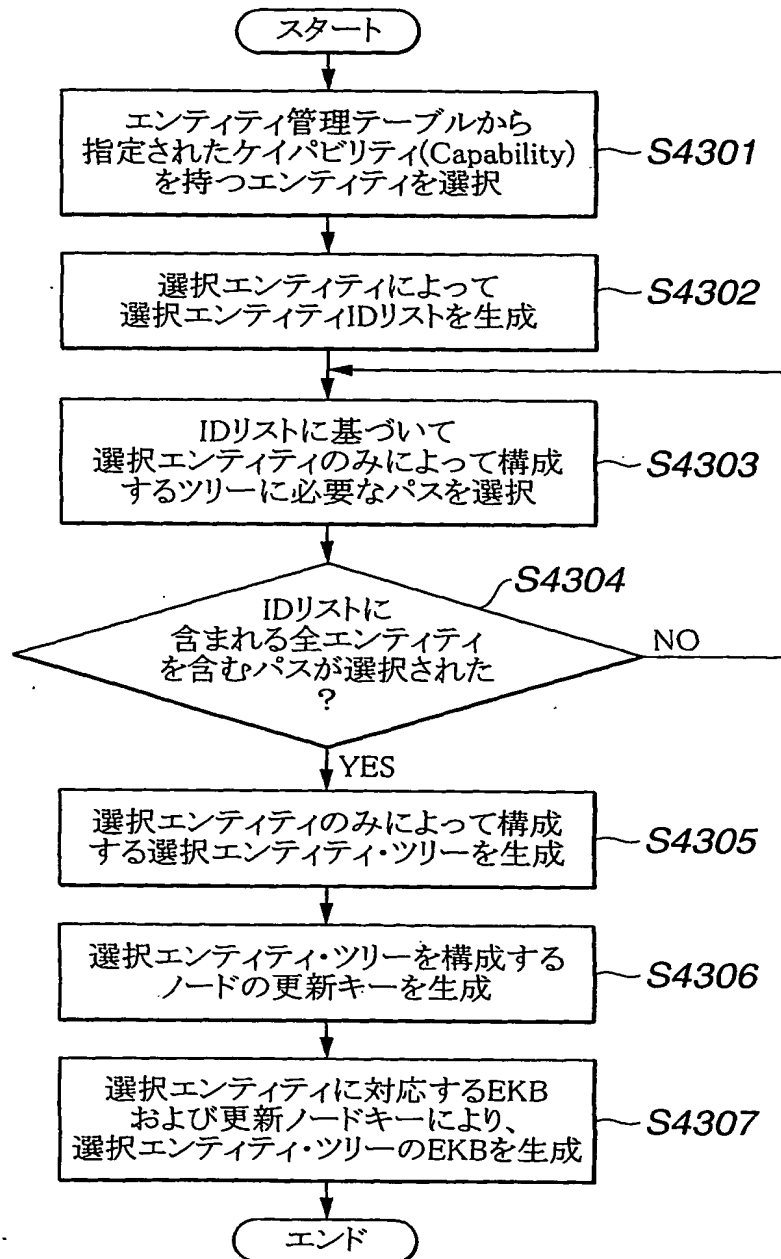 スタート
エンティティ管理テーブルから
指定されたケイパビリティ(Capability)
を持つエンティティを選択
S4301
選択エンティティによって
選択エンティティIDリストを生成
S4302
IDリストに基づいて
選択エンティティのみによって構成
するツリーに必要なパスを選択
S4303
S4304
IDリストに
含まれる全エンティティ
を含むパスが選択された
?
NO
YES
選択エンティティのみによって構成
する選択エンティティ・ツリーを生成
S4305
選択エンティティ・ツリーを構成する
ノードの更新キーを生成
S4306
選択エンティティに対応するEKB
および更新ノードキーにより、
選択エンティティ・ツリーのEKBを生成
S4307
エンド